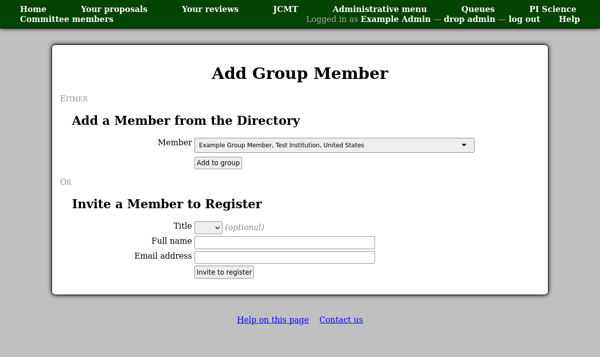 Home Your proposals Your reviews JCMT Administrative menu Queues PI Science
Committee members Logged in as Example Admin — drop admin — log out Help
Add Group Member
Either
Add a Member from the Directory
Member Example Group Member, Test Institution, United States
Add to group
Or
Invite a Member to Register
Title (optional)
Full name
Email address
Invite to register
Help on this page Contact us